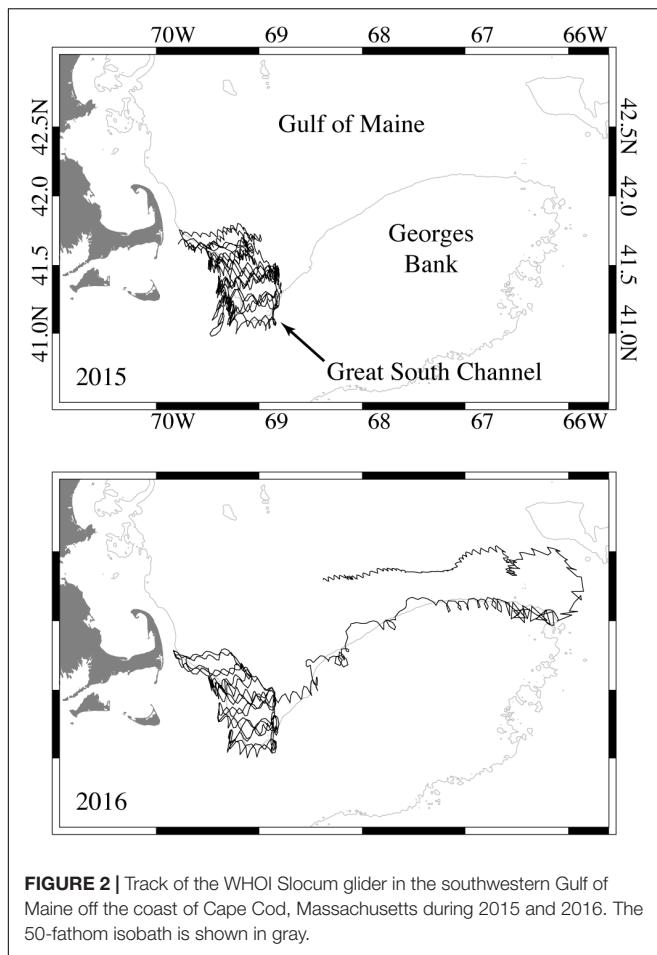 70W 69 68 67 66W
42.5N 42.0 41.5 41.0N
Gulf of Maine
42.5N 42.0 41.5 41.0N
Georges
Bank
Great South Channel
2015
70W 69 68 67 66W
2016
FIGURE 2 | Track of the WHOI Slocum glider in the southwestern Gulf of
Maine off the coast of Cape Cod, Massachusetts during 2015 and 2016. The
50-fathom isobath is shown in gray.